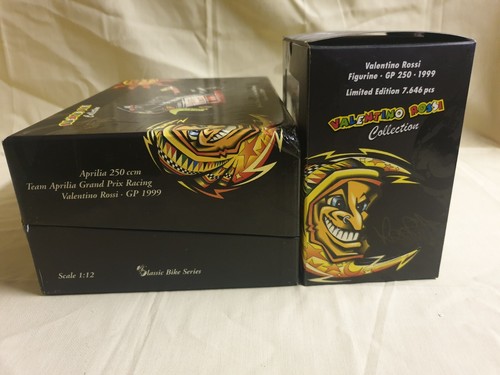 Aprilia 250 ccm
Team Aprilia Grand Prix Racing
Valentino Rossi · GP 1999
Scale 1:12
Classic Bike Series
Valentino Rossi
Figurine · GP 250 · 1999
Limited Edition 7.646 pcs
VALENTINO ROSSI
Collection